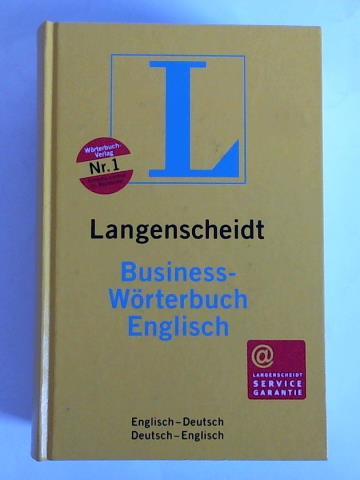 L
Wörterbuch-
Verlag
Nr. 1
Langenscheidt
Business-
Wörterbuch
Englisch
@
LANGENSCHEIDT
SERVICE
GARANTIE
Englisch – Deutsch
Deutsch – Englisch